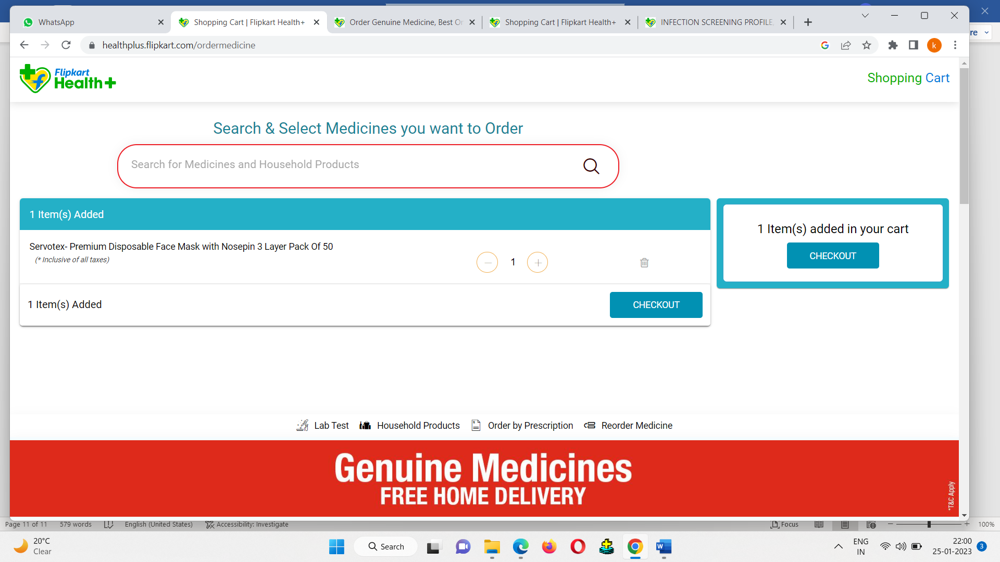 WhatsApp
Shopping Cart | Flipkart Health+
Order Genuine Medicine, Best Or
Shopping Cart | Flipkart Health+
INFECTION SCREENING PROFILE,
re
healthplus.flipkart.com/ordermedicine
k
Flipkart
Health+
Shopping Cart
Search & Select Medicines you want to Order
Search for Medicines and Household Products
1 Item(s) Added
Servotex- Premium Disposable Face Mask with Nosepin 3 Layer Pack Of 50
(* Inclusive of all taxes)
1
1 Item(s) Added
CHECKOUT
1 Item(s) added in your cart
CHECKOUT
Lab Test
Household Products
Order by Prescription
Reorder Medicine
Genuine Medicines
FREE HOME DELIVERY
*T&C Apply
Page 11 of 11
579 words
English (United States)
Accessibility: Investigate
Focus
100%
20°C
Clear
Search
ENG
IN
22:00
25-01-2023
3